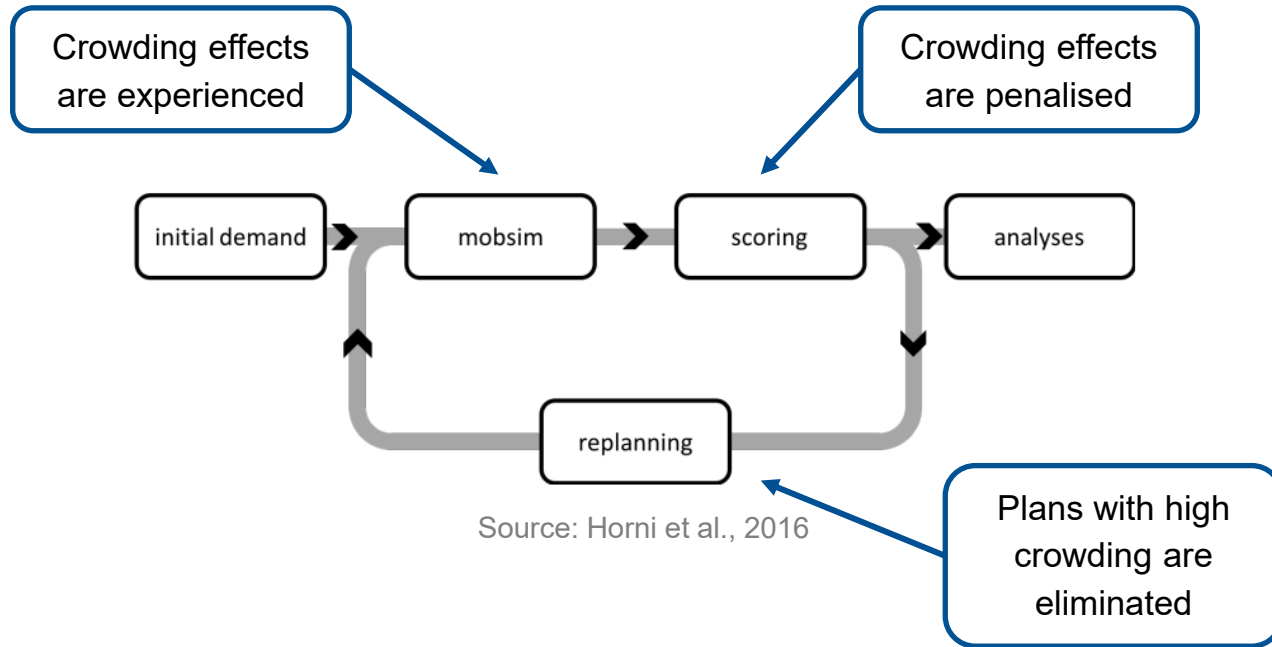 Crowding effects
are experienced
Crowding effects
are penalised
initial demand
mobsim
scoring
analyses
replanning
Source: Horni et al., 2016
Plans with high
crowding are
eliminated